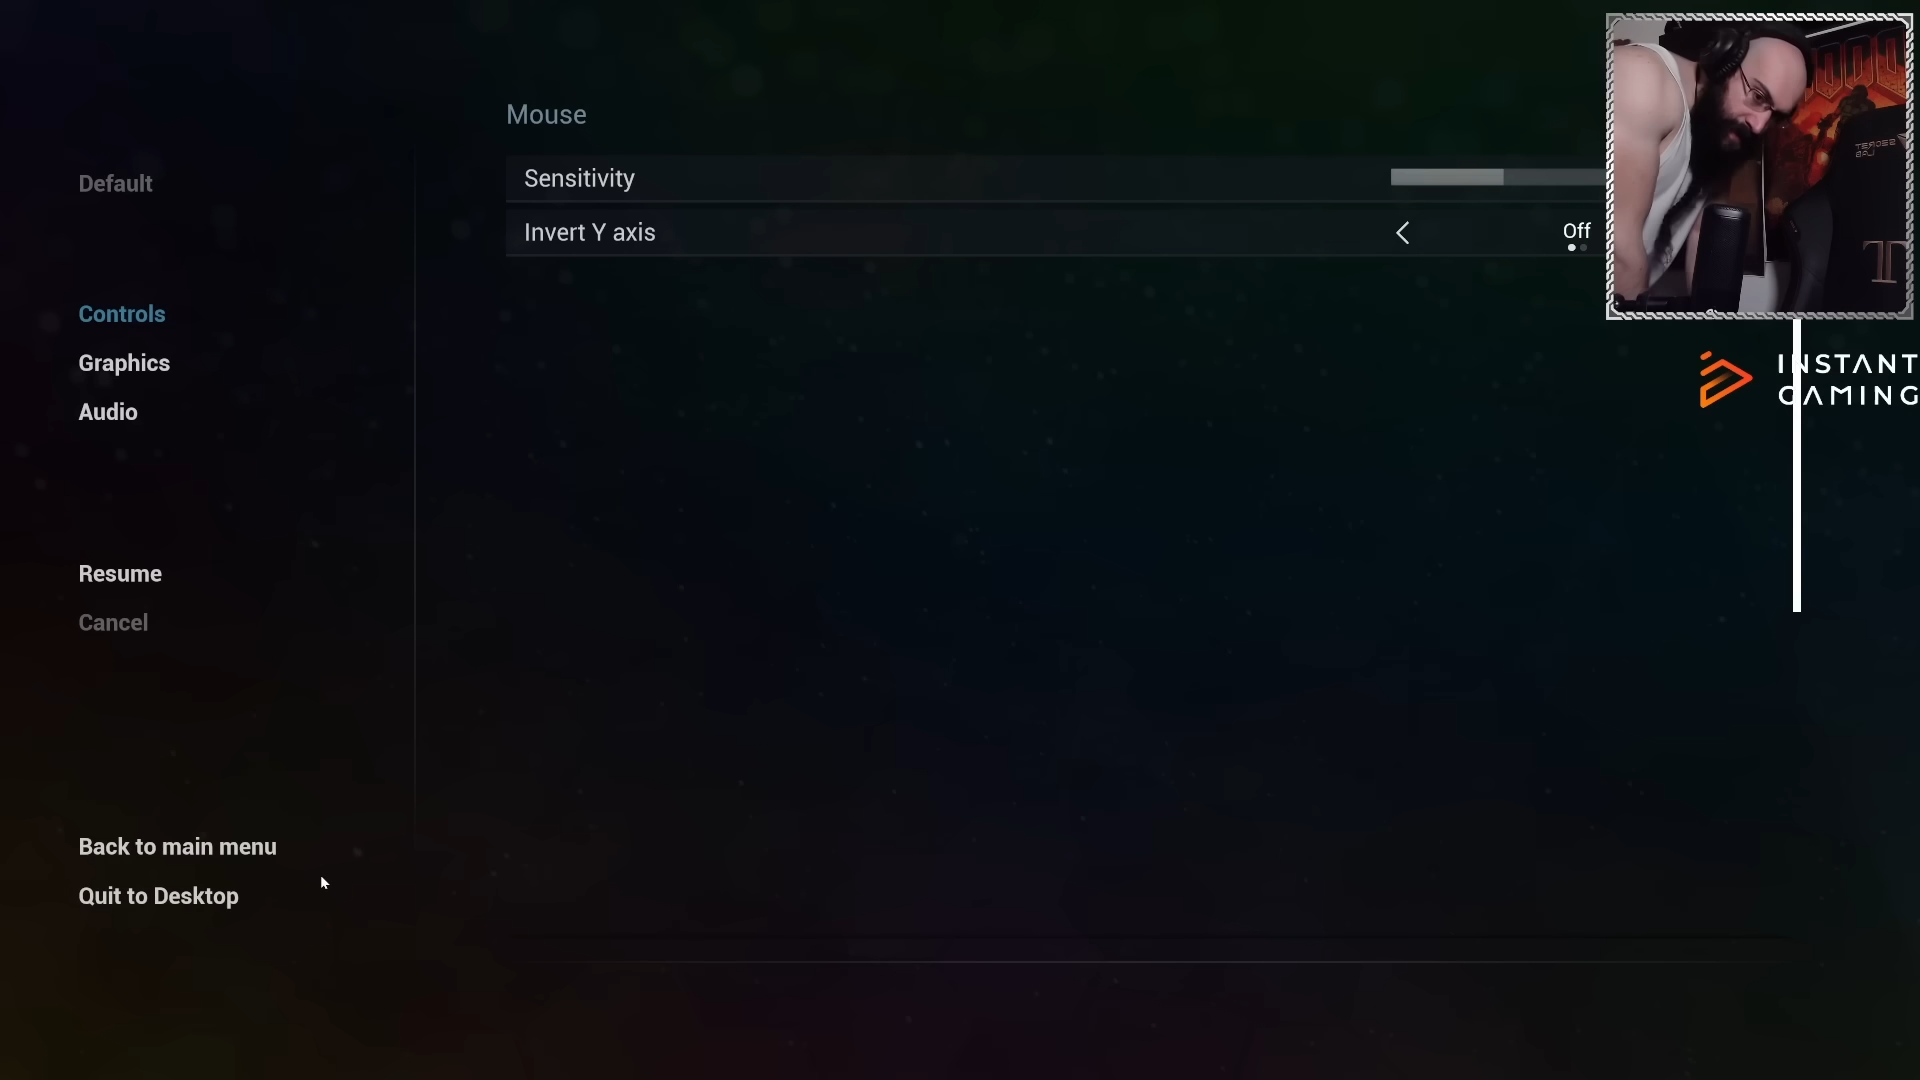 Mouse
Default
Sensitivity
Invert Y axis
Off
Controls
Graphics
Audio
INSTANT
GAMING
Resume
Cancel
Back to main menu
Quit to Desktop